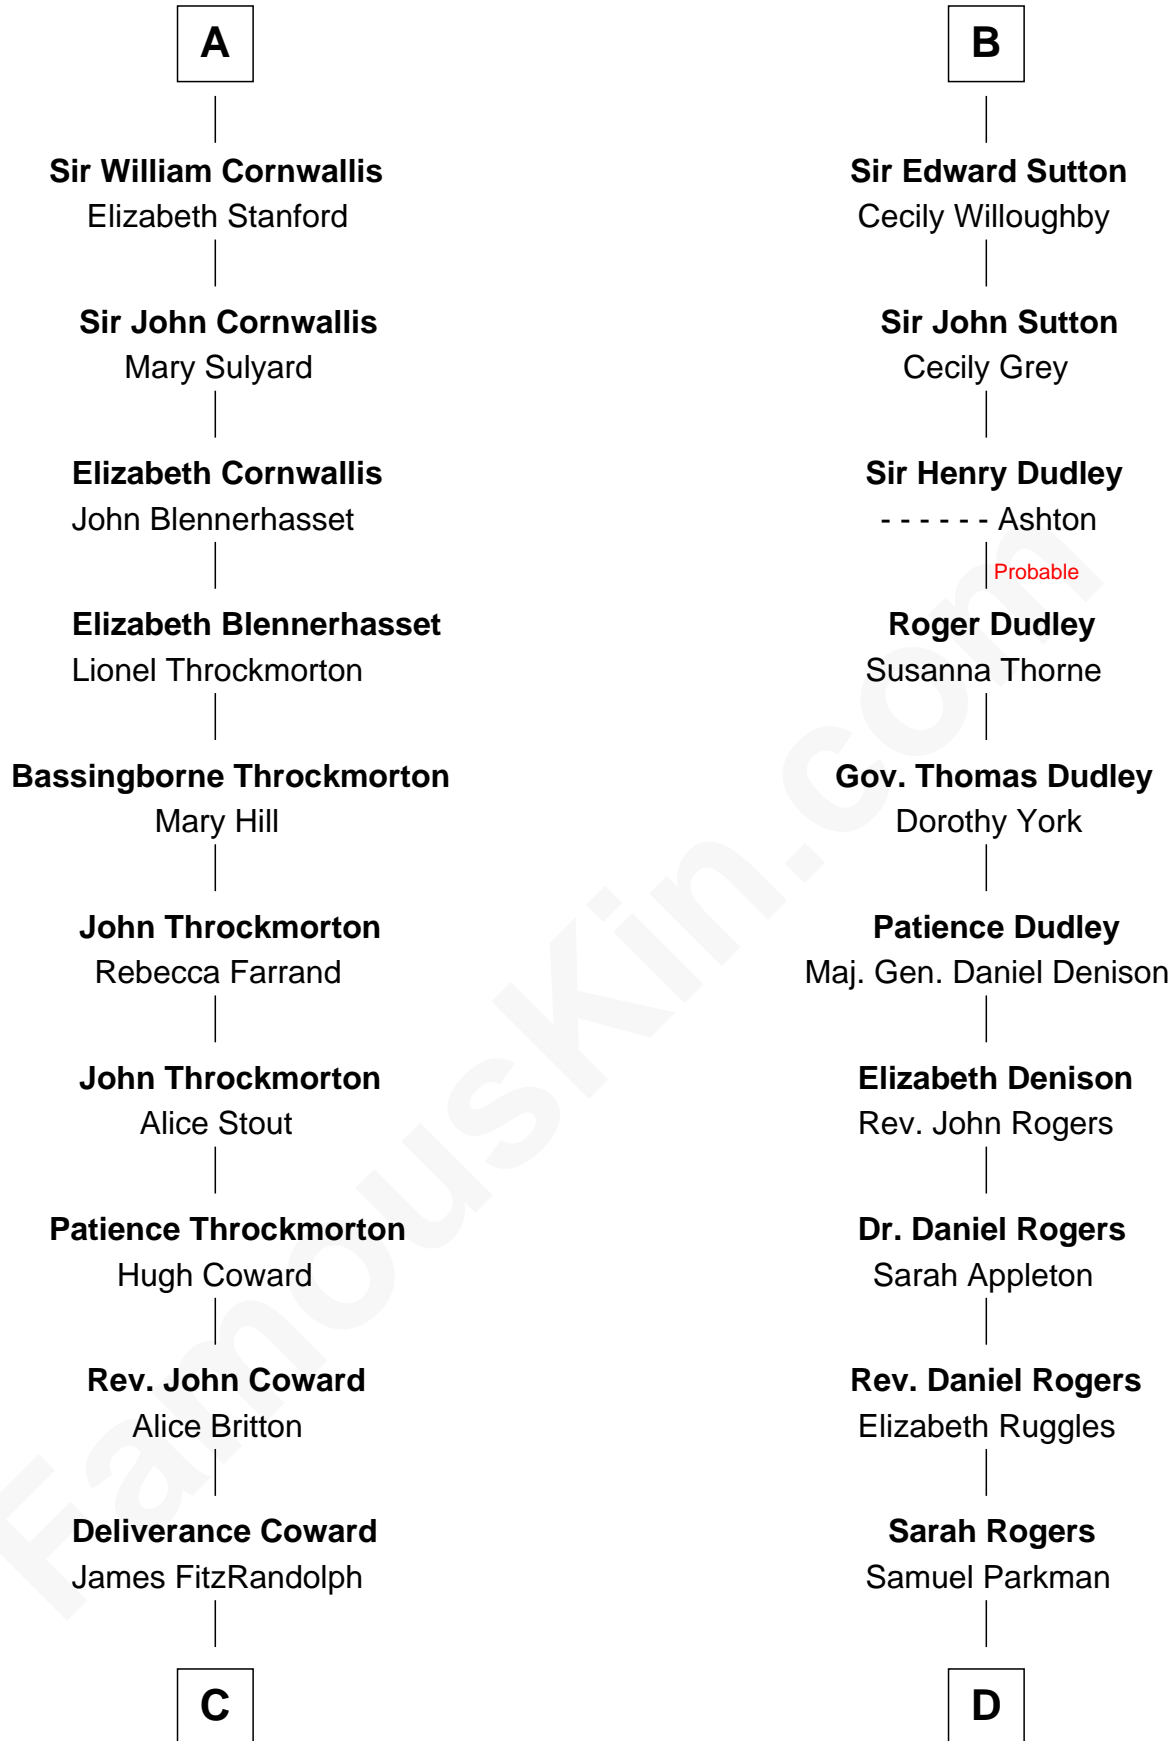 A
Sir William Cornwallis
Elizabeth Stanford
Sir John Cornwallis
Mary Sulyard
Elizabeth Cornwallis
John Blennerhasset
Elizabeth Blennerhasset
Lionel Throckmorton
Bassingborne Throckmorton
Mary Hill
John Throckmorton
Rebecca Farrand
John Throckmorton
Alice Stout
Patience Throckmorton
Hugh Coward
Rev. John Coward
Alice Britton
Deliverance Coward
James FitzRandolph
C
B
Sir Edward Sutton
Cecily Willoughby
Sir John Sutton
Cecily Grey
Sir Henry Dudley
- - - - - - Ashton
Probable
Roger Dudley
Susanna Thorne
Gov. Thomas Dudley
Dorothy York
Patience Dudley
Maj. Gen. Daniel Denison
Elizabeth Denison
Rev. John Rogers
Dr. Daniel Rogers
Sarah Appleton
Rev. Daniel Rogers
Elizabeth Ruggles
Sarah Rogers
Samuel Parkman
D
FamousKin.com